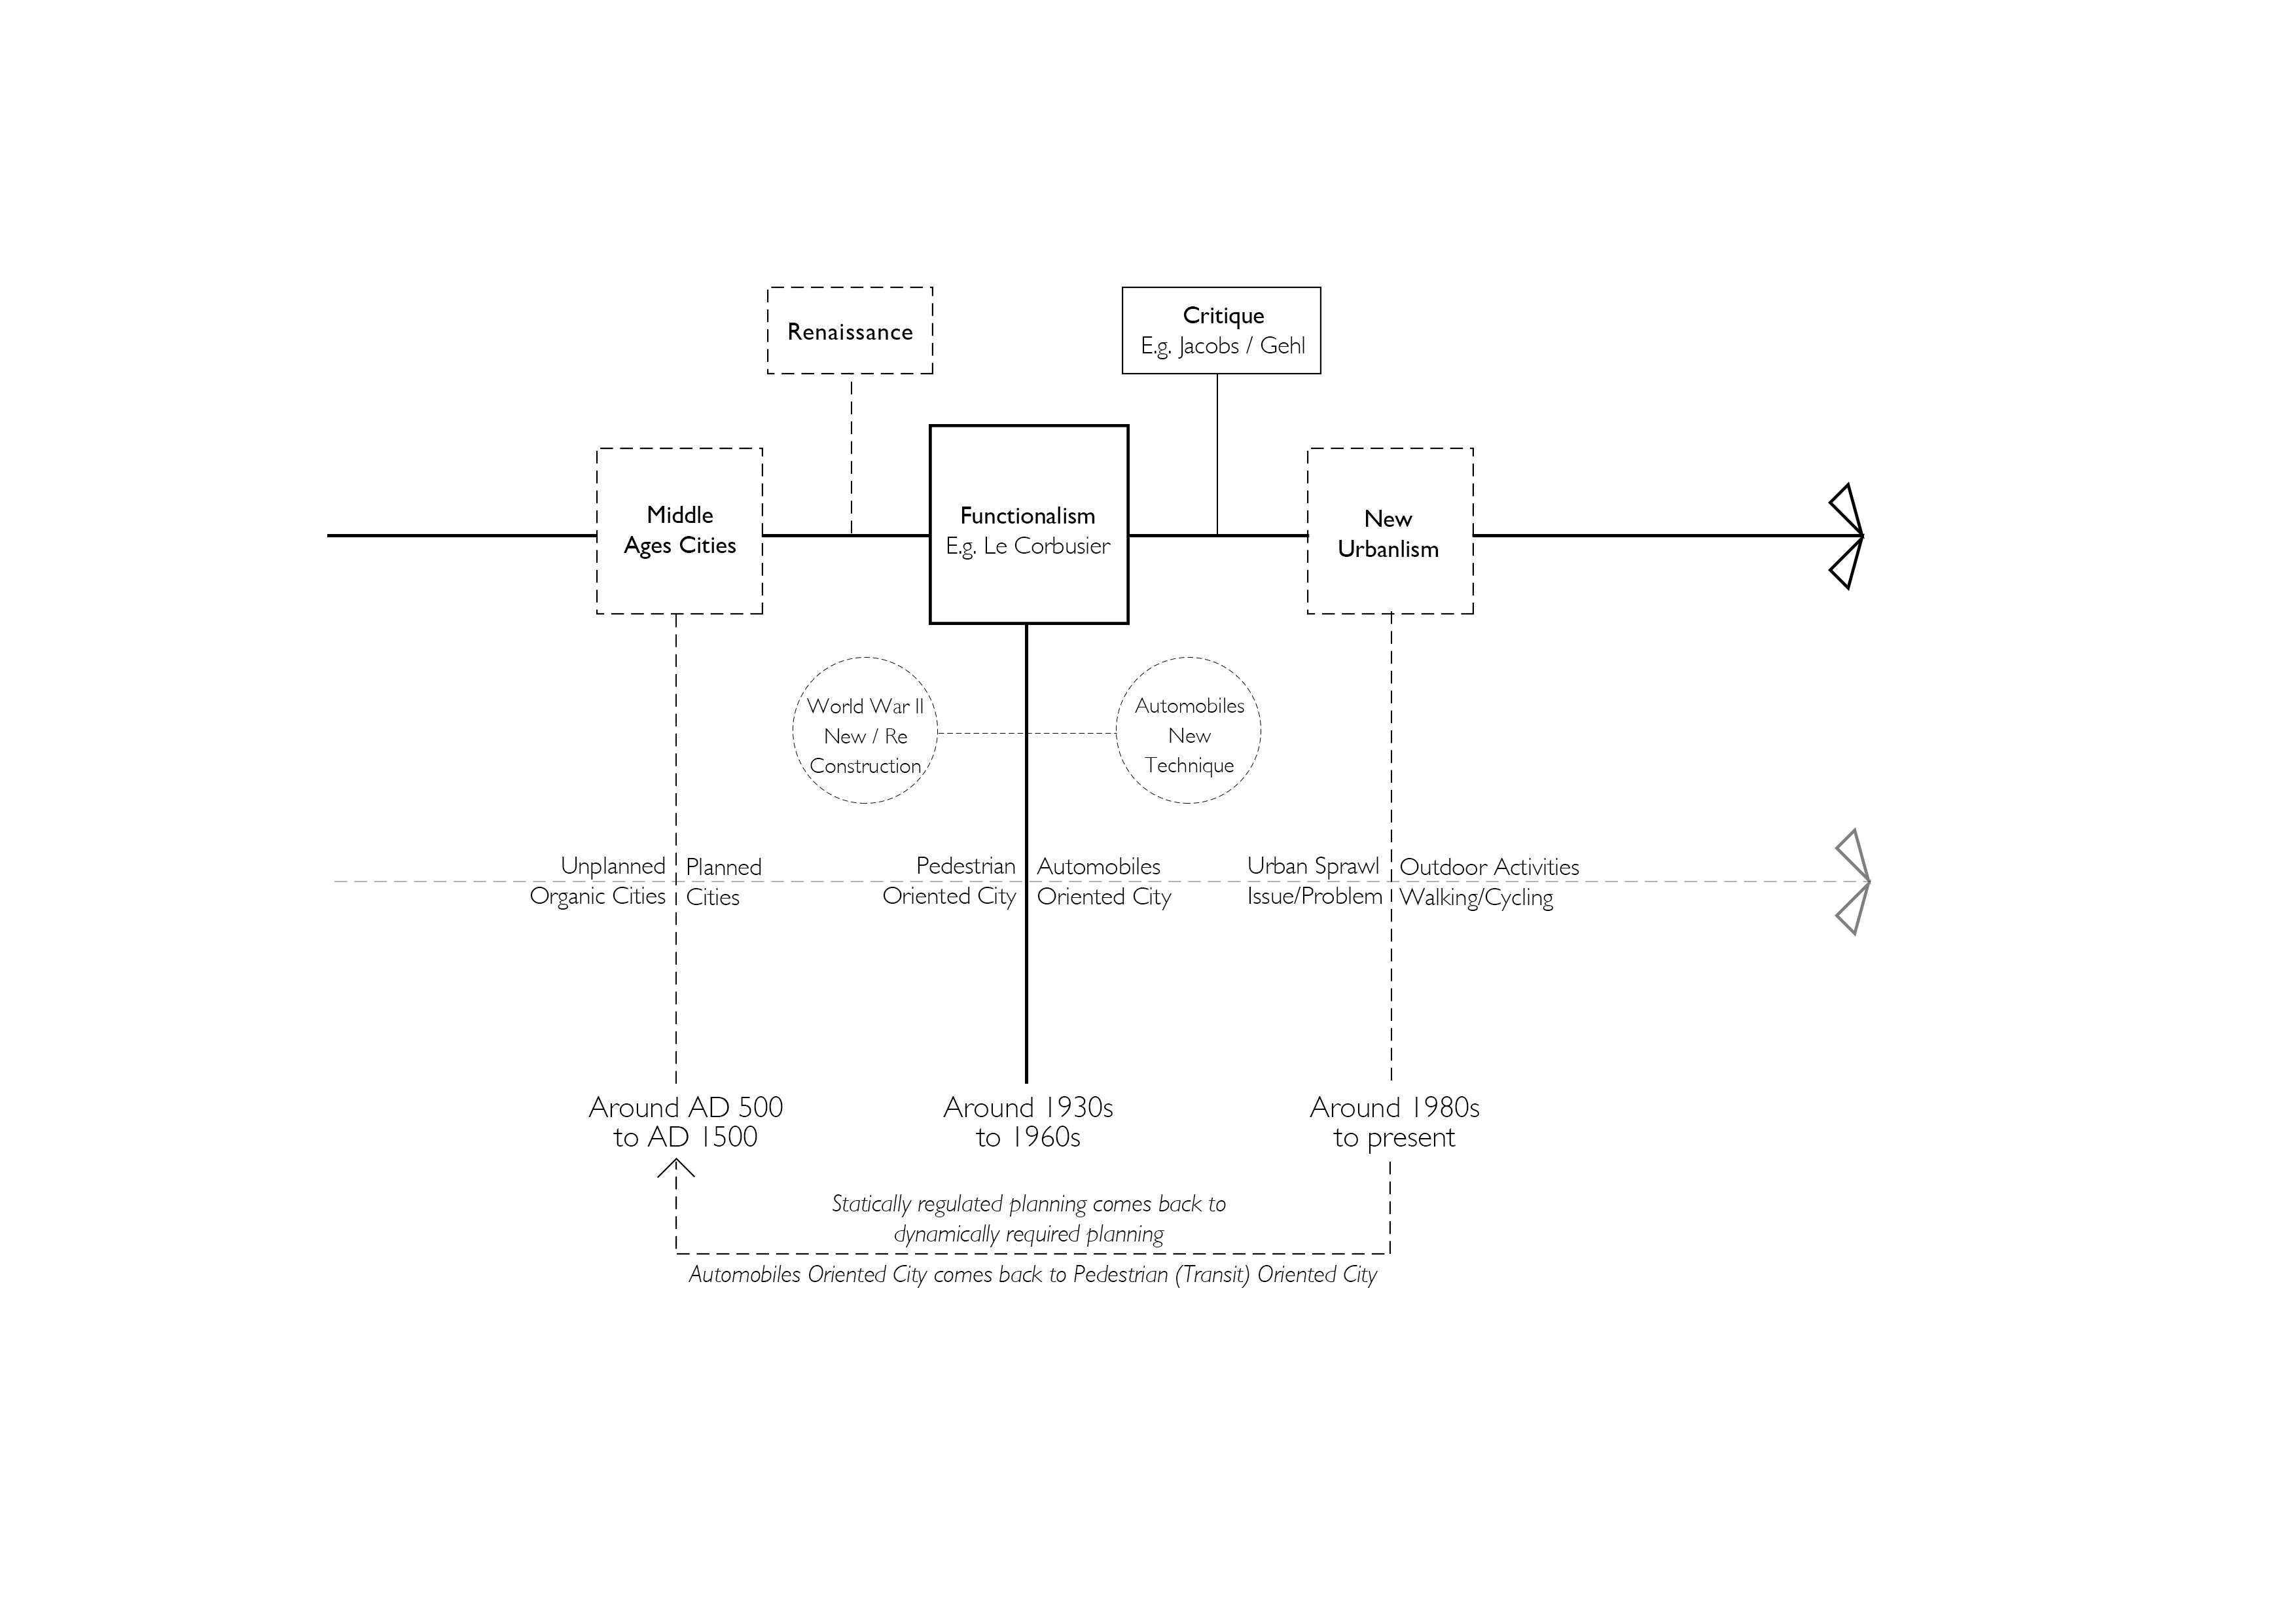 Renaissance
Critique
E.g. Jacobs / Gehl
Middle
Ages Cities
Functionalism
E.g. Le Corbusier
New
Urbanlism
World War II
New / Re
Construction
Automobiles
New
Technique
Unplanned
Organic Cities
Planned
Cities
Pedestrian
Oriented City
Automobiles
Oriented City
Urban Sprawl
Issue/Problem
Outdoor Activities
Walking/Cycling
Around AD 500
to AD 1500
Around 1930s
to 1960s
Around 1980s
to present
Statically regulated planning comes back to
dynamically required planning
Automobiles Oriented City comes back to Pedestrian (Transit) Oriented City